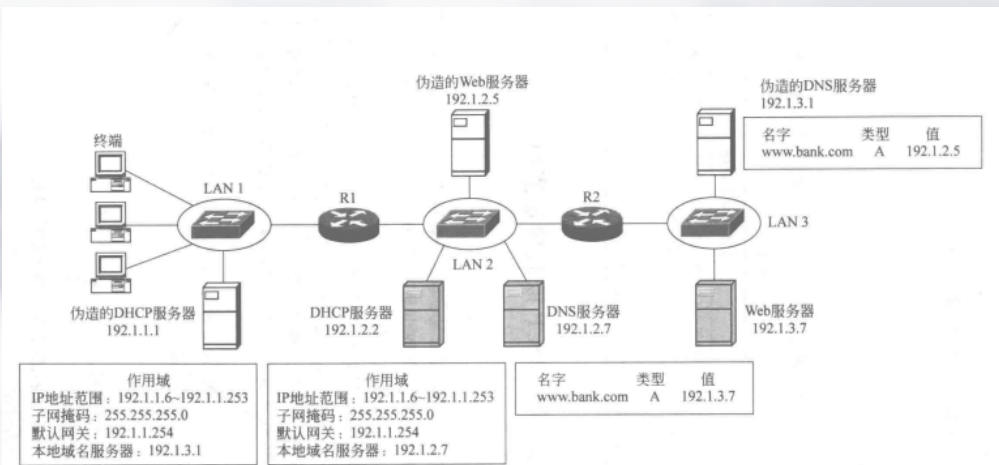 伪造的Web服务器
192.1.2.5
伪造的DNS服务器
192.1.3.1
名字 类型 值
www.bank.com A 192.1.2.5
终端
LAN 1
R1
R2
LAN 2
LAN 3
伪造的DHCP服务器
192.1.1.1
DHCP服务器
192.1.2.2
DNS服务器
192.1.2.7
Web服务器
192.1.3.7
作用域
IP地址范围:192.1.1.6~192.1.1.253
子网掩码:255.255.255.0
默认网关:192.1.1.254
本地域名服务器:192.1.3.1
作用域
IP地址范围:192.1.1.6~192.1.1.253
子网掩码:255.255.255.0
默认网关:192.1.1.254
本地域名服务器:192.1.2.7
名字 类型 值
www.bank.com A 192.1.3.7